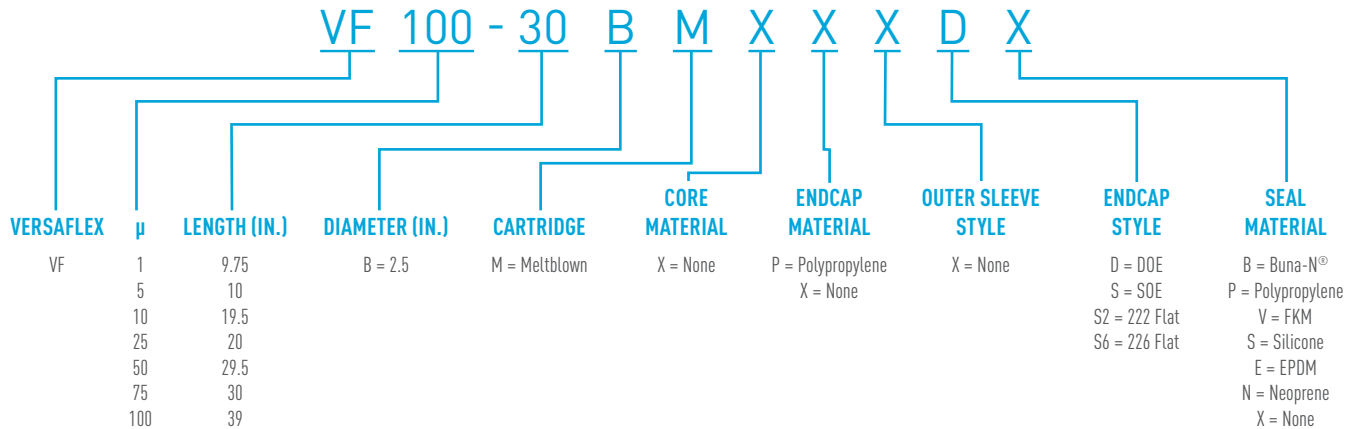 VF 100 - 30 B M X X X D X
VERSAFLEX
VF
µ
1
5
10
25
50
75
100
LENGTH (IN.)
9.75
10
19.5
20
29.5
30
39
DIAMETER (IN.)
B = 2.5
CARTRIDGE
M = Meltblown
CORE
MATERIAL
X = None
ENDCAP
MATERIAL
P = Polypropylene
X = None
OUTER SLEEVE
STYLE
X = None
ENDCAP
STYLE
D = DOE
S = SOE
S2 = 222 Flat
S6 = 226 Flat
SEAL
MATERIAL
B = Buna-N®
P = Polypropylene
V = FKM
S = Silicone
E = EPDM
N = Neoprene
X = None